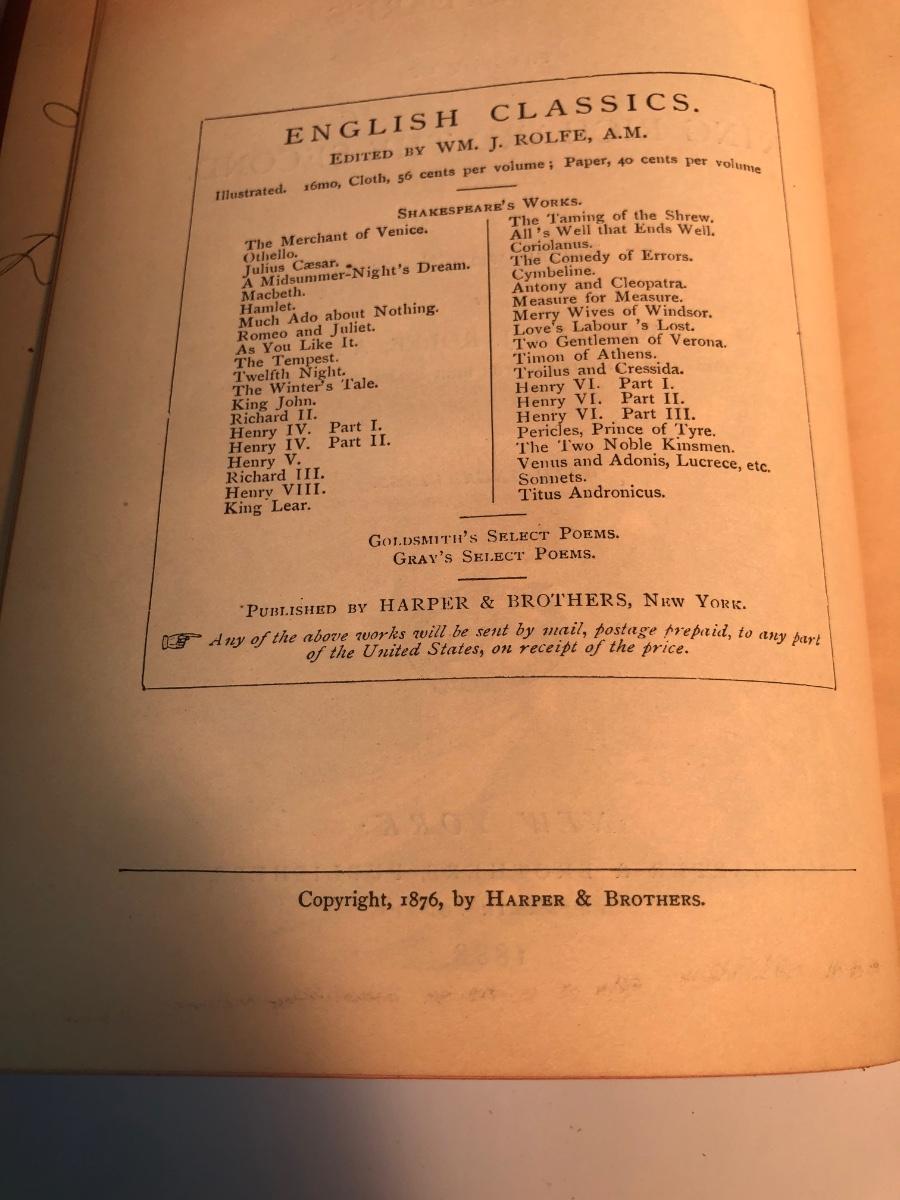 ENGLISH CLASSICS.
EDITED BY WM. J. ROLFE, A.M.
Illustrated. 16mo, Cloth, 56 cents per volume; Paper, 40 cents per volume
SHAKESPEARE'S WORKS.
The Merchant of Venice.
Othello.
Julius Cæsar.
A Midsummer-Night's Dream.
Macbeth.
Hamlet.
Much Ado about Nothing.
Romeo and Juliet.
As You Like It.
The Tempest.
Twelfth Night.
The Winter's Tale.
King John.
Richard II.
Henry IV. Part I.
Henry IV. Part II.
Henry V.
Richard III.
Henry VIII.
King Lear.
The Taming of the Shrew.
All 's Well that Ends Well.
Coriolanus.
The Comedy of Errors.
Cymbeline.
Antony and Cleopatra.
Measure for Measure.
Merry Wives of Windsor.
Love's Labour 's Lost.
Two Gentlemen of Verona.
Timon of Athens.
Troilus and Cressida.
Henry VI. Part I.
Henry VI. Part II.
Henry VI. Part III.
Pericles, Prince of Tyre.
The Two Noble Kinsmen.
Venus and Adonis, Lucrece, etc.
Sonnets.
Titus Andronicus.
GOLDSMITH'S SELECT POEMS.
GRAY'S SELECT POEMS.
PUBLISHED BY HARPER & BROTHERS, NEW YORK.
☞ Any of the above works will be sent by mail, postage prepaid, to any part
of the United States, on receipt of the price.
Copyright, 1876, by HARPER & BROTHERS.